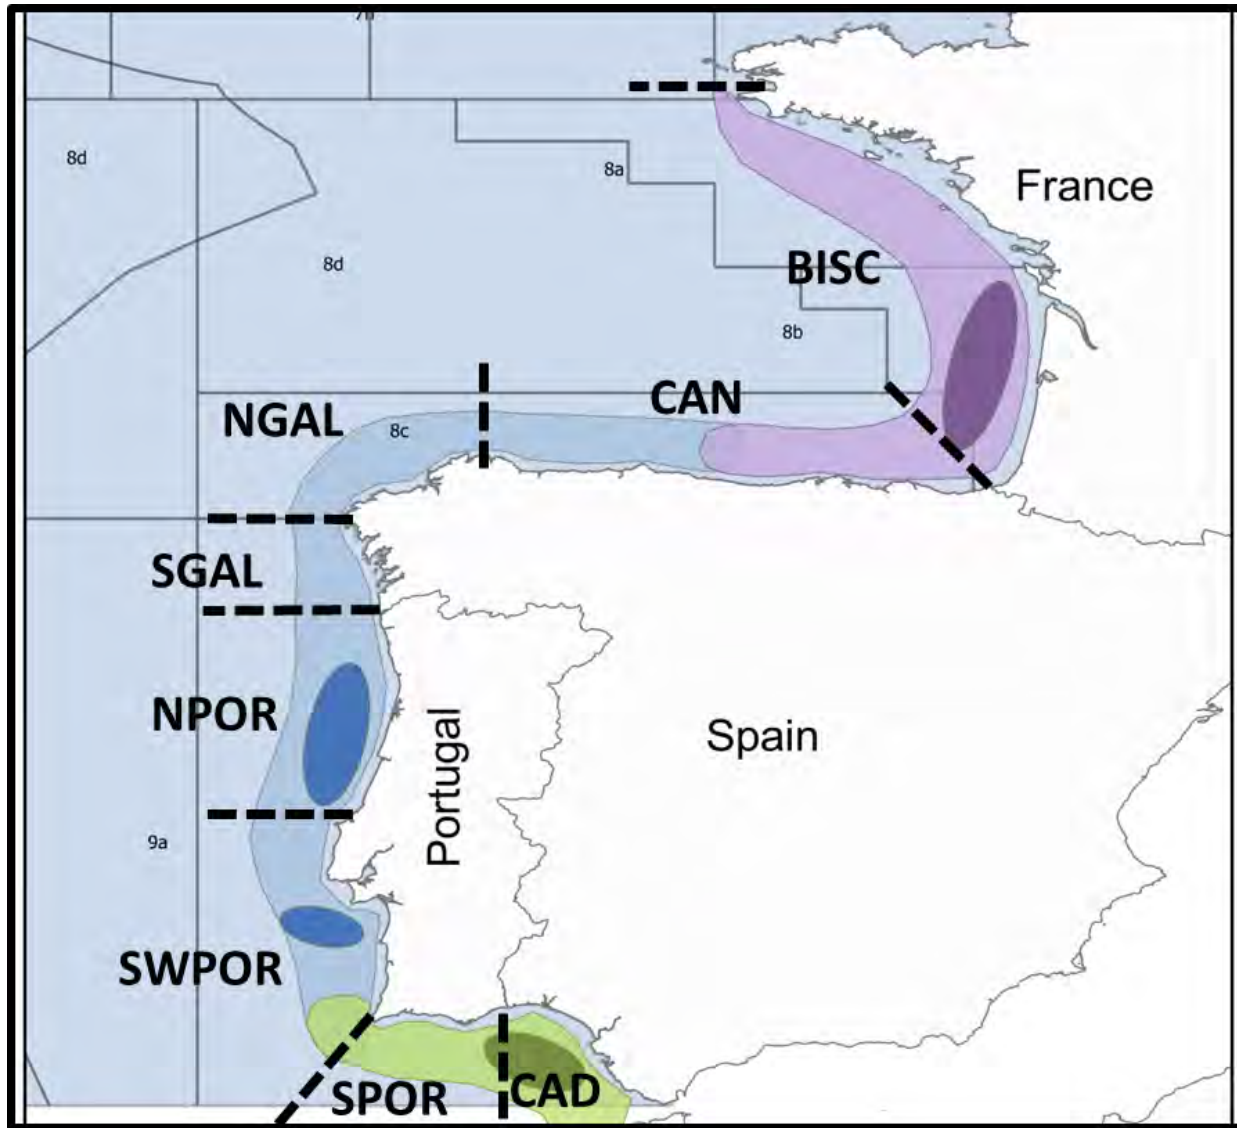 8d
8a
France
8d
BISC
8b
CAN
NGAL
8c
SGAL
NPOR
Portugal
Spain
9a
SWPOR
SPOR
CAD